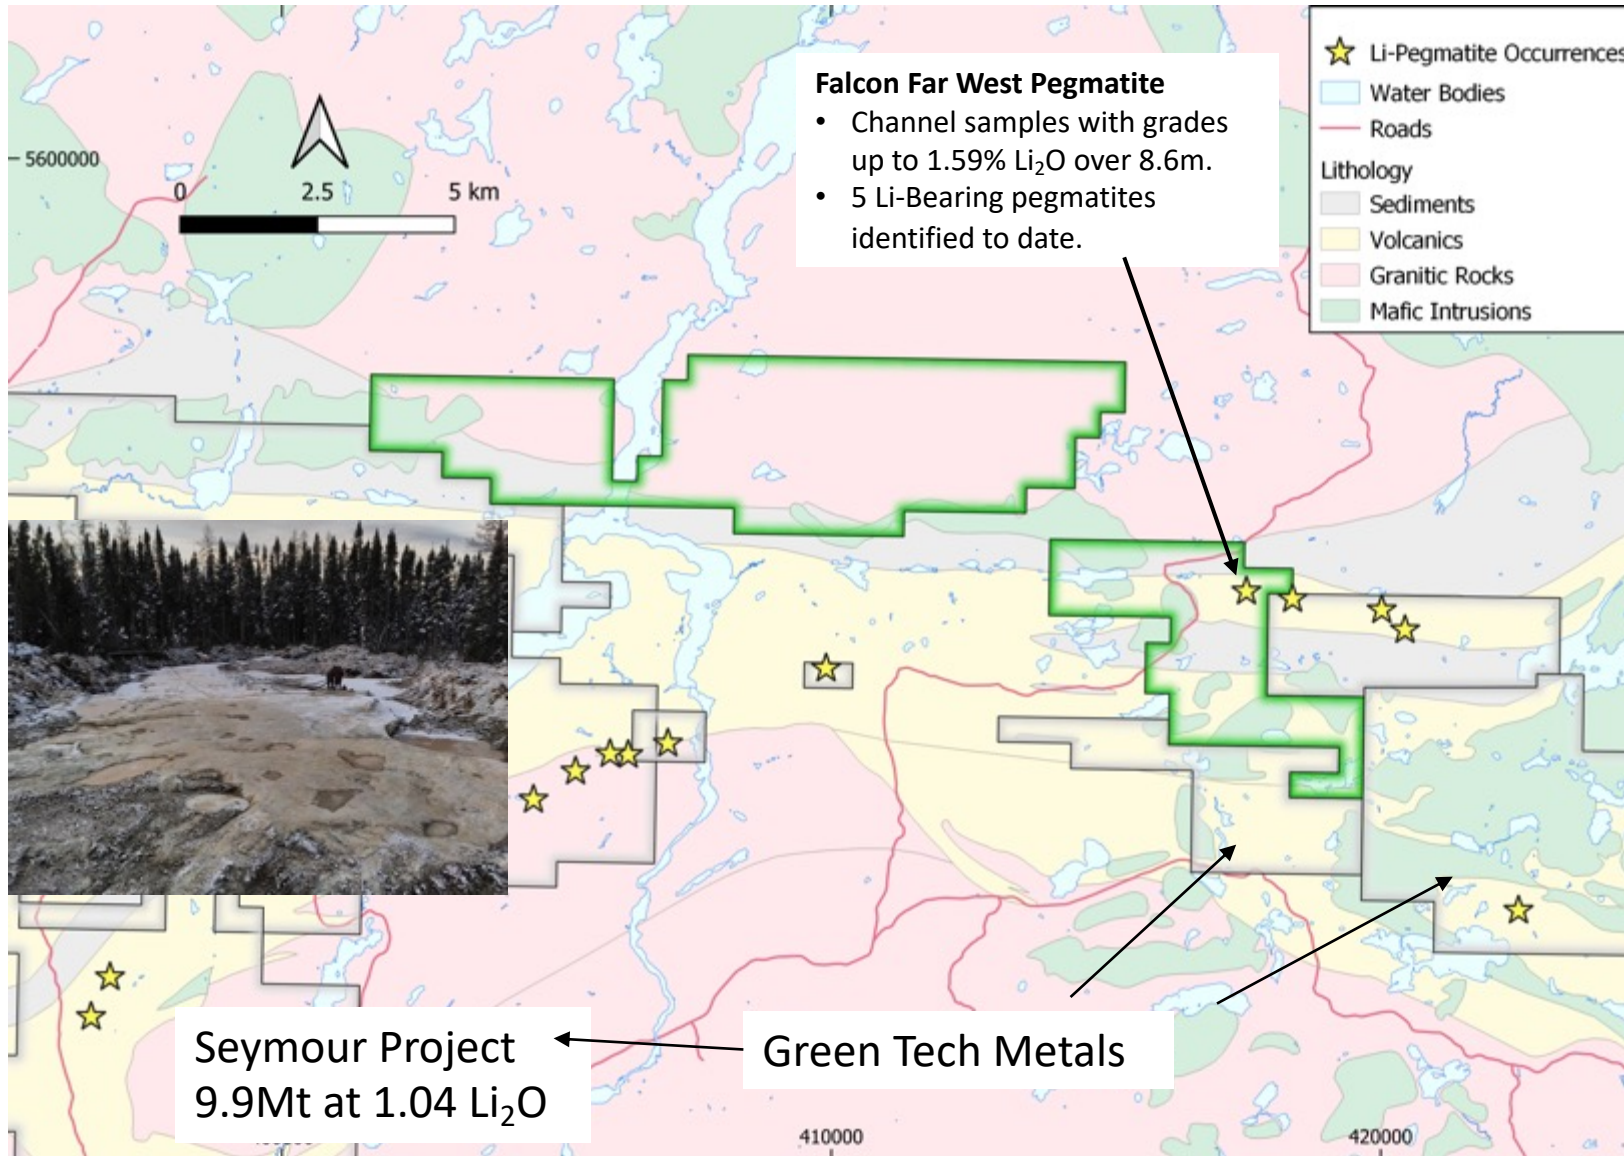 Falcon Far West Pegmatite
• Channel samples with grades
up to 1.59% Li₂O over 8.6m.
• 5 Li-Bearing pegmatites
identified to date.
Li-Pegmatite Occurrences
Water Bodies
Roads
Lithology
Sediments
Volcanics
Granitic Rocks
Mafic Intrusions
5600000
0 2.5 5 km
Seymour Project
9.9Mt at 1.04 Li₂O
Green Tech Metals
410000
420000